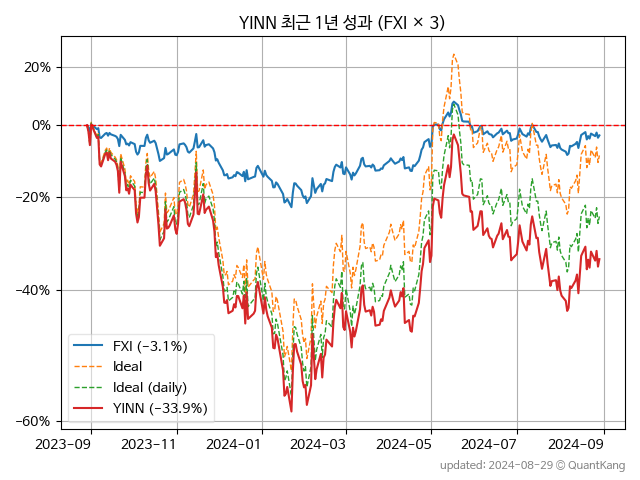 YINN 최근 1년 성과 (FXI × 3)
20%
0%
−20%
−40%
−60%
FXI (−3.1%)
Ideal
Ideal (daily)
YINN (−33.9%)
2023-09
2023-11
2024-01
2024-03
2024-05
2024-07
2024-09
updated: 2024-08-29 © QuantKang